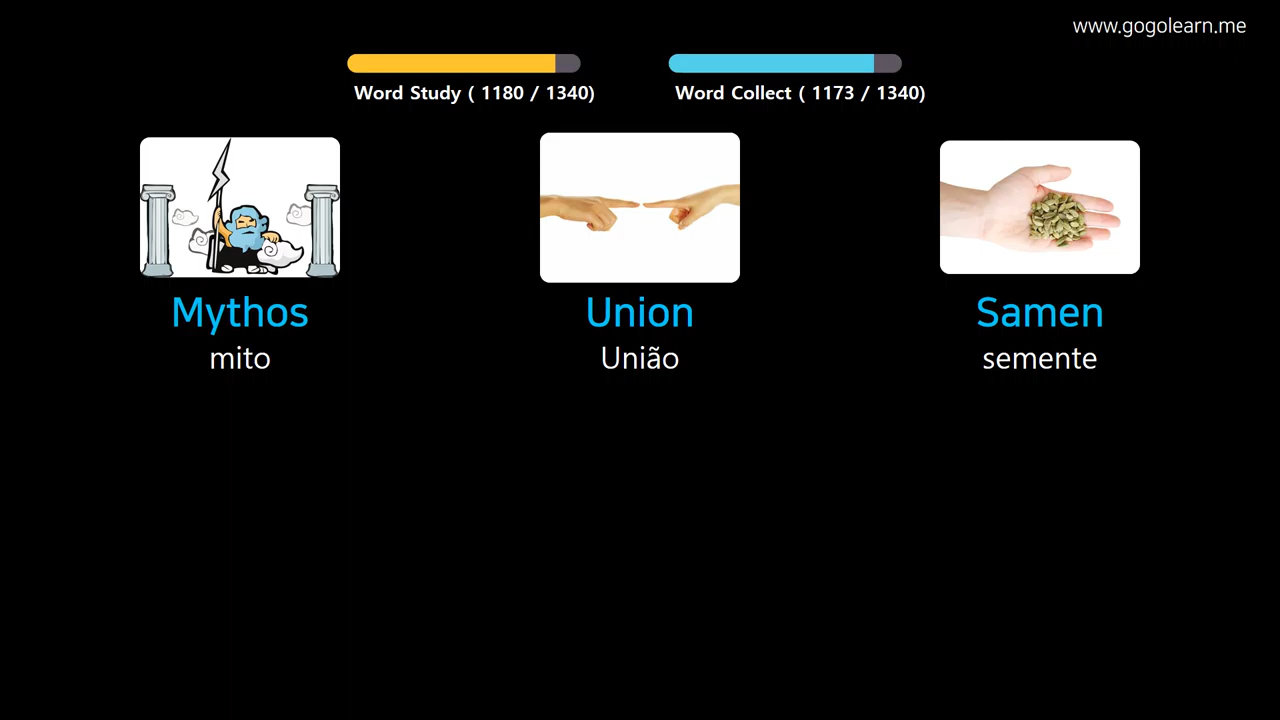 www.gogolearn.me
Word Study ( 1180 / 1340)
Word Collect ( 1173 / 1340)
Mythos
mito
Union
União
Samen
semente